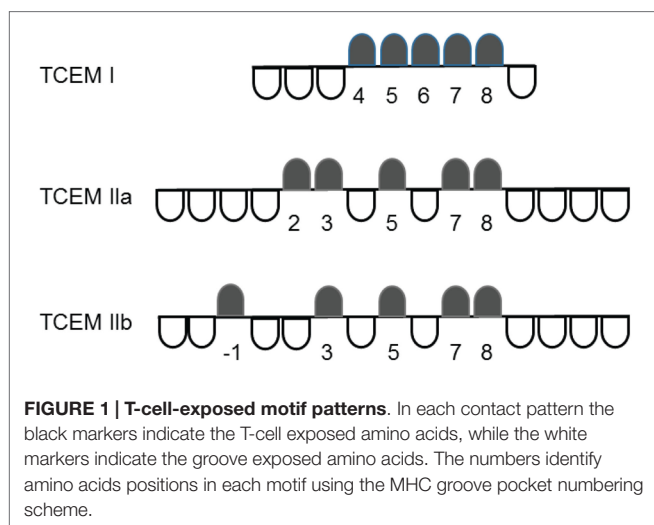 TCEM I
4 5 6 7 8
TCEM IIa
2 3 5 7 8
TCEM IIb
-1 3 5 7 8
FIGURE 1 | T-cell-exposed motif patterns. In each contact pattern the
black markers indicate the T-cell exposed amino acids, while the white
markers indicate the groove exposed amino acids. The numbers identify
amino acids positions in each motif using the MHC groove pocket numbering
scheme.